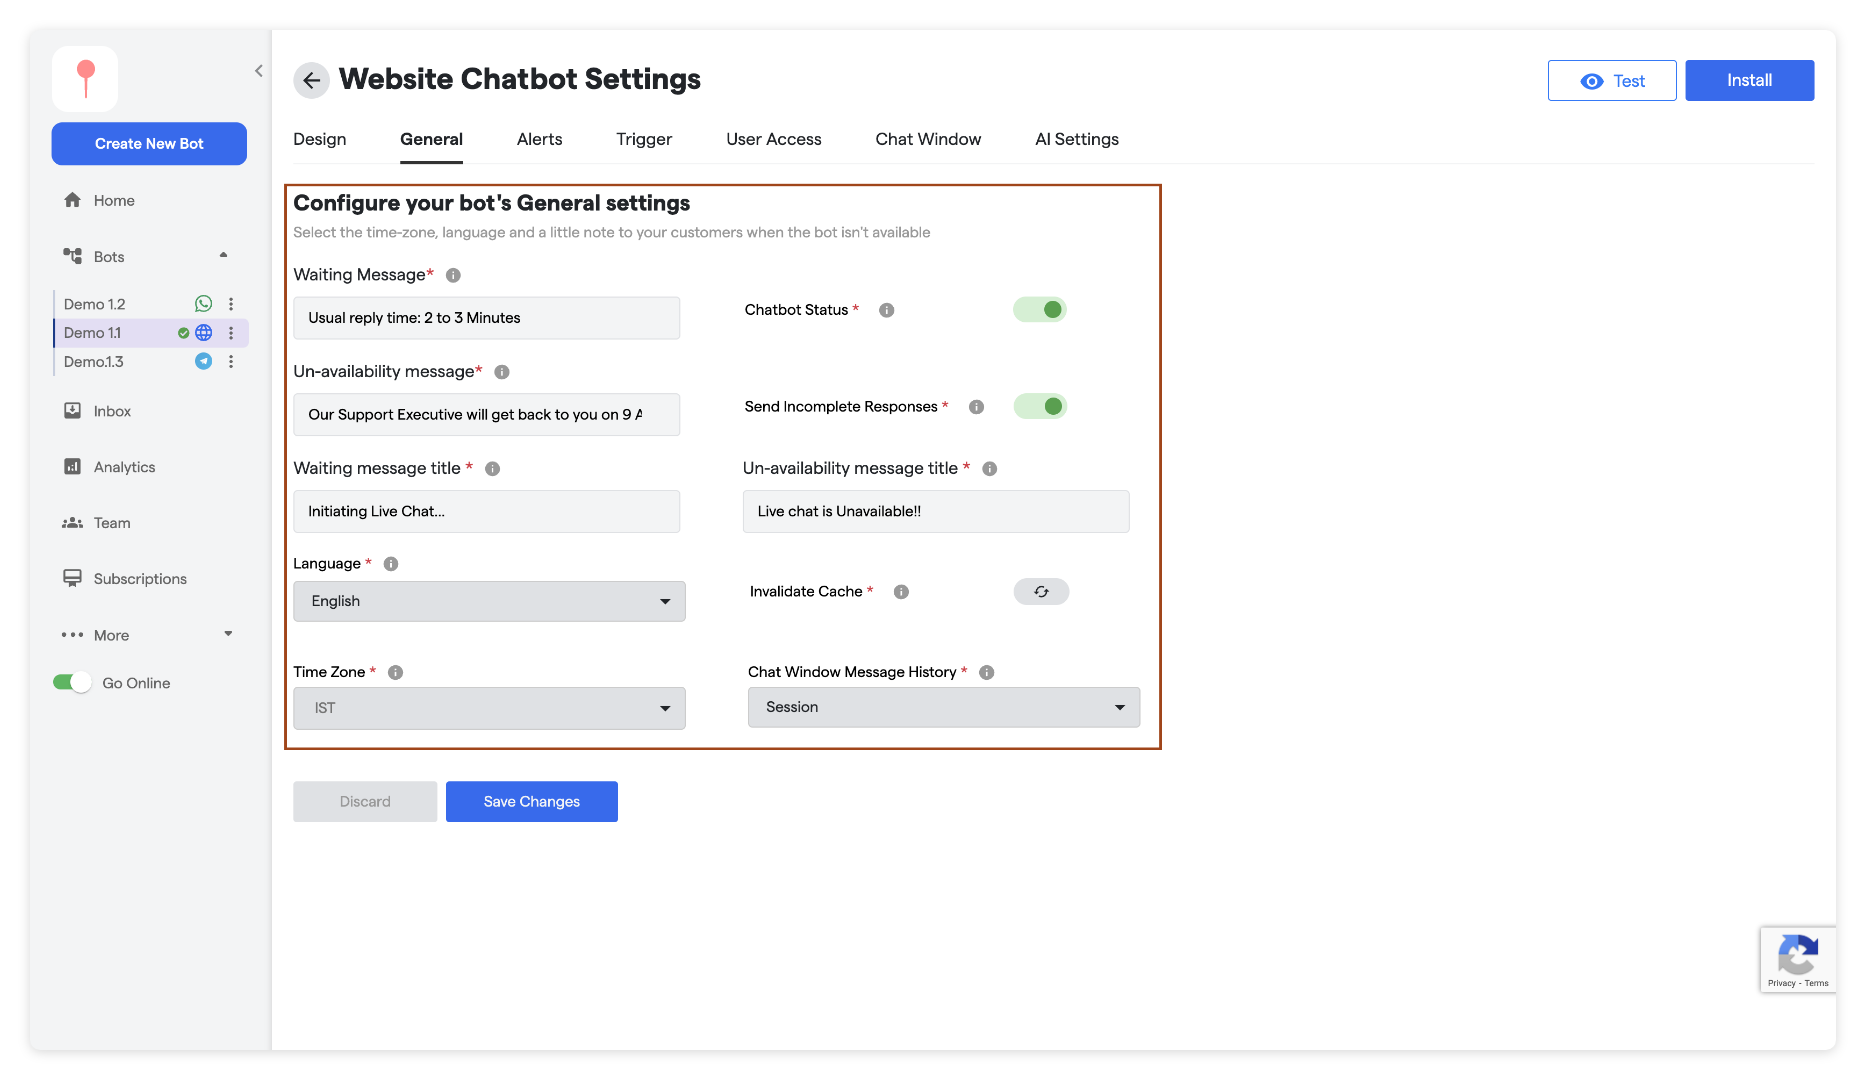 Create New Bot
Home
Bots
Demo 1.2
Demo 1.1
Demo.1.3
Inbox
Analytics
Team
Subscriptions
More
Go Online
Website Chatbot Settings
Test
Install
Design
General
Alerts
Trigger
User Access
Chat Window
AI Settings
Configure your bot's General settings
Select the time-zone, language and a little note to your customers when the bot isn't available
Waiting Message*
Usual reply time: 2 to 3 Minutes
Chatbot Status *
Un-availability message*
Our Support Executive will get back to you on 9 A
Send Incomplete Responses *
Waiting message title *
Initiating Live Chat...
Un-availability message title *
Live chat is Unavailable!!
Language *
English
Invalidate Cache *
Time Zone *
IST
Chat Window Message History *
Session
Discard
Save Changes
Privacy - Terms